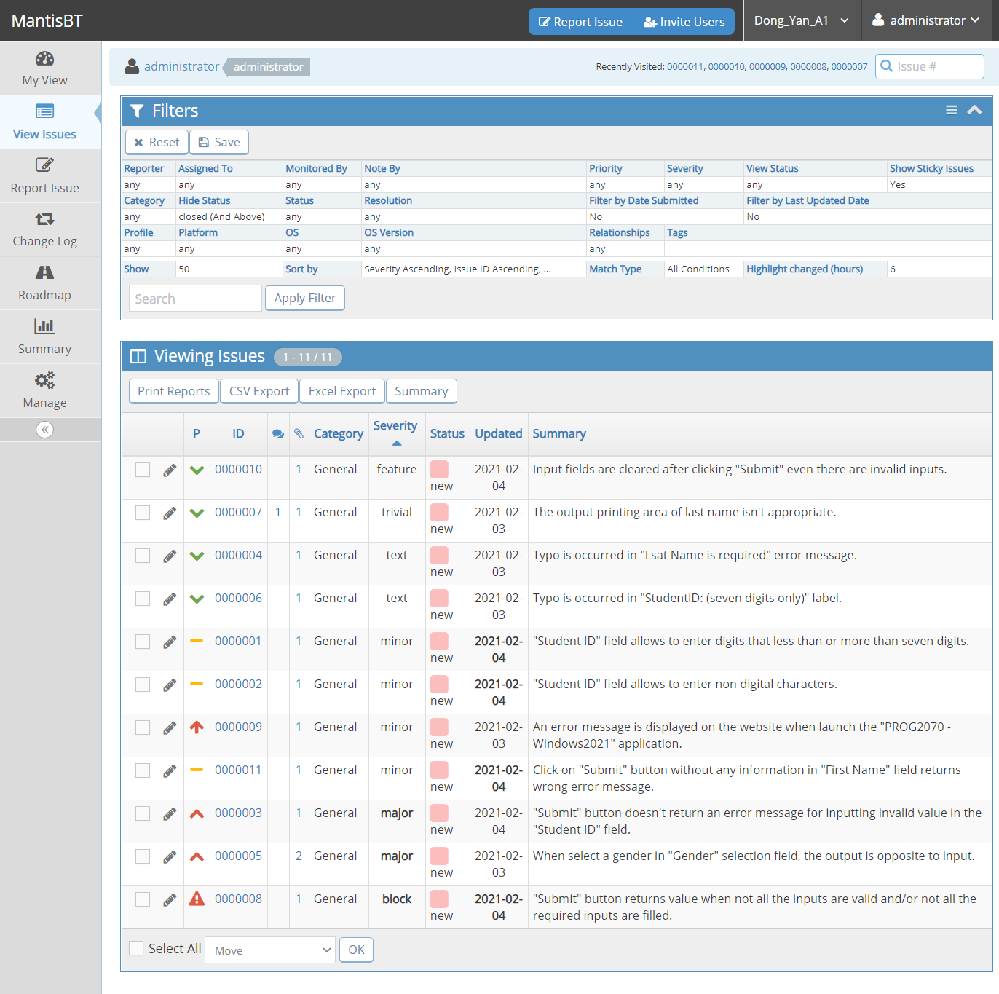 MantisBT
Report Issue
Invite Users
Dong_Yan_A1
administrator
My View
View Issues
Report Issue
Change Log
Roadmap
Summary
Manage
administrator administrator
Recently Visited: 0000011, 0000010, 0000009, 0000008, 0000007
Issue #
Filters
Reset Save
Reporter Assigned To Monitored By Note By Priority Severity View Status Show Sticky Issues
any any any any any any any Yes
Category Hide Status Status Resolution Filter by Date Submitted Filter by Last Updated Date
any closed (And Above) any any No No
Profile Platform OS OS Version Relationships Tags
any any any any any
Show 50 Sort by Severity Ascending, Issue ID Ascending, ... Match Type All Conditions Highlight changed (hours) 6
Search Apply Filter
Viewing Issues 1 - 11 / 11
Print Reports CSV Export Excel Export Summary
P ID Category Severity Status Updated Summary
0000010 1 General feature new 2021-02-
04
Input fields are cleared after clicking "Submit" even there are invalid inputs.
0000007 1 1 General trivial new 2021-02-
03
The output printing area of last name isn't appropriate.
0000004 1 General text new 2021-02-
03
Typo is occurred in "Lsat Name is required" error message.
0000006 1 General text new 2021-02-
03
Typo is occurred in "StudentID: (seven digits only)" label.
0000001 1 General minor new 2021-02-
04
"Student ID" field allows to enter digits that less than or more than seven digits.
0000002 1 General minor new 2021-02-
04
"Student ID" field allows to enter non digital characters.
0000009 1 General minor new 2021-02-
03
An error message is displayed on the website when launch the "PROG2070 -
Windows2021" application.
0000011 1 General minor new 2021-02-
04
Click on "Submit" button without any information in "First Name" field returns
wrong error message.
0000003 1 General major new 2021-02-
04
"Submit" button doesn't return an error message for inputting invalid value in the
"Student ID" field.
0000005 2 General major new 2021-02-
03
When select a gender in "Gender" selection field, the output is opposite to input.
0000008 1 General block new 2021-02-
04
"Submit" button returns value when not all the inputs are valid and/or not all the
required inputs are filled.
Select All Move OK